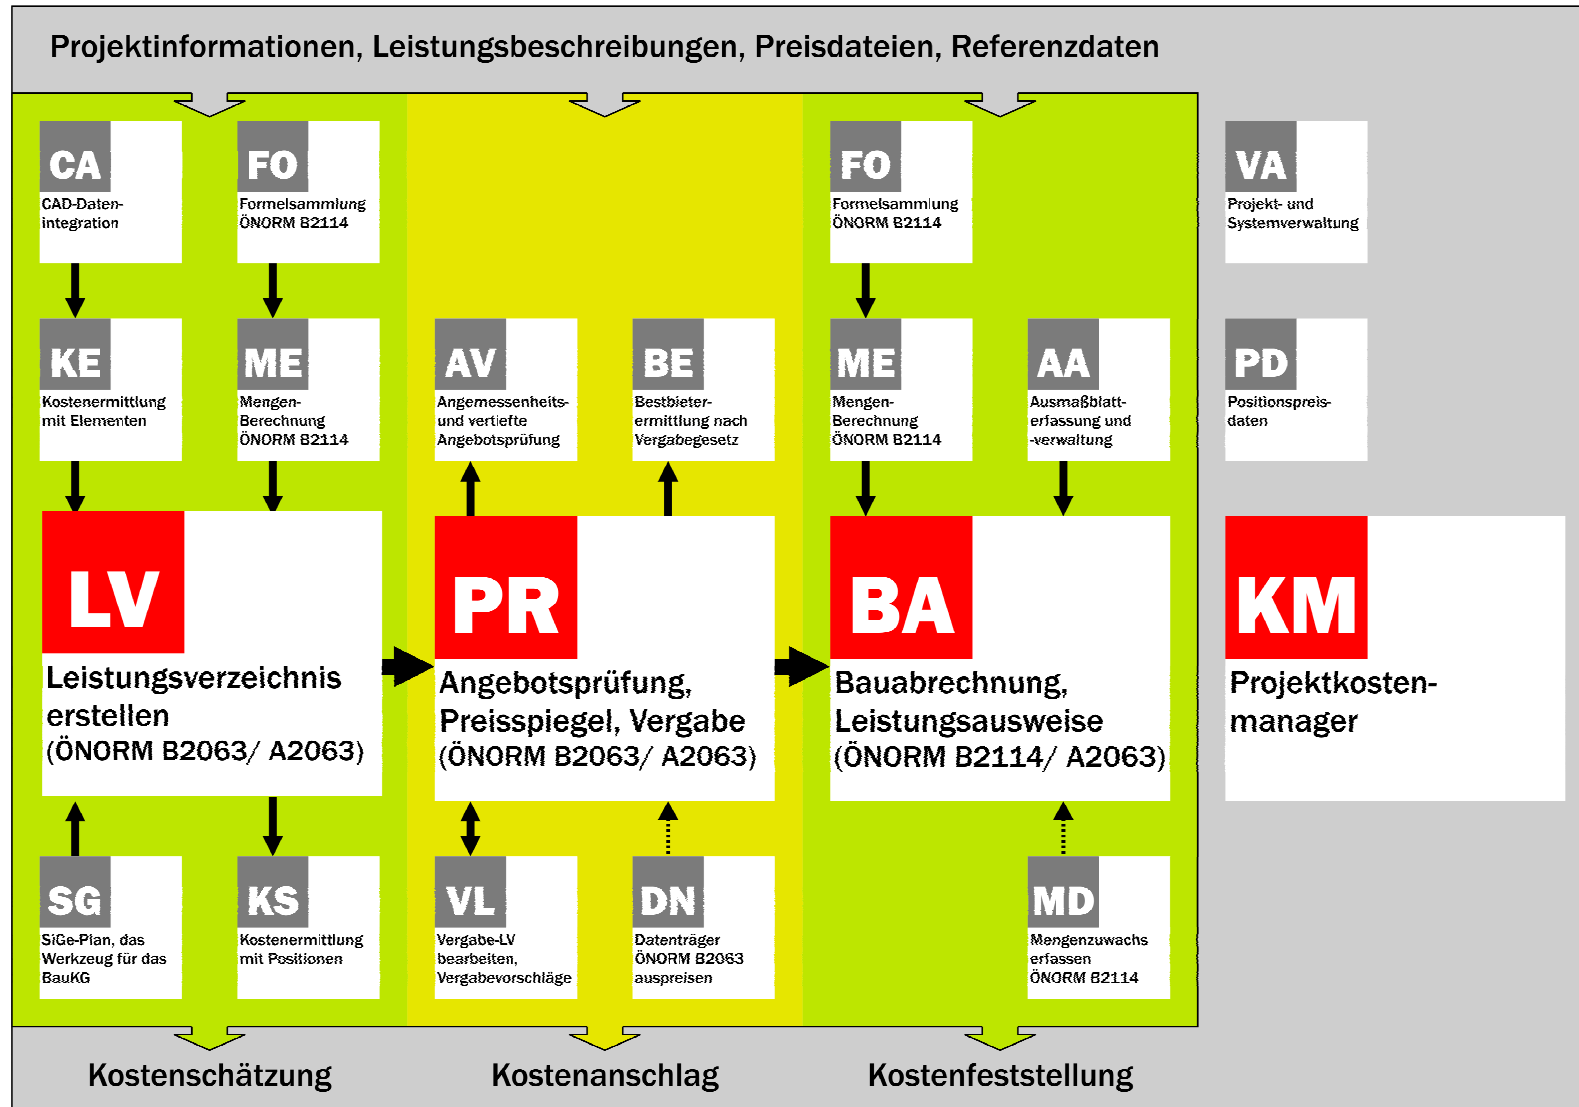 Projektinformationen, Leistungsbeschreibungen, Preisdateien, Referenzdaten
CA
CAD-Daten-
integration
FO
Formelsammlung
ÖNORM B2114
FO
Formelsammlung
ÖNORM B2114
VA
Projekt- und
Systemverwaltung
KE
Kostenermittlung
mit Elementen
ME
Mengen-
Berechnung
ÖNORM B2114
AV
Angemessenheits-
und vertiefte
Angebotsprüfung
BE
Bestbieter-
ermittlung nach
Vergabegesetz
ME
Mengen-
Berechnung
ÖNORM B2114
AA
Ausmaßblatt-
erfassung und
-verwaltung
PD
Positionspreis-
daten
LV
Leistungsverzeichnis
erstellen
(ÖNORM B2063/ A2063)
PR
Angebotsprüfung,
Preisspiegel, Vergabe
(ÖNORM B2063/ A2063)
BA
Bauabrechnung,
Leistungsausweise
(ÖNORM B2114/ A2063)
KM
Projektkosten-
manager
SG
SiGe-Plan, das
Werkzeug für das
BauKG
KS
Kostenermittlung
mit Positionen
VL
Vergabe-LV
bearbeiten,
Vergabevorschläge
DN
Datenträger
ÖNORM B2063
auspreisen
MD
Mengenzuwachs
erfassen
ÖNORM B2114
Kostenschätzung
Kostenanschlag
Kostenfeststellung